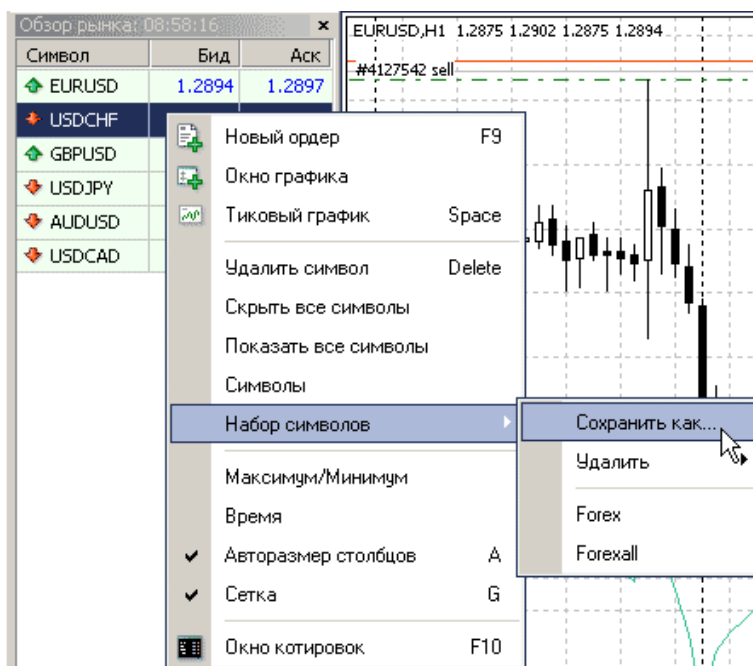 Обзор рынка: 08:58:16
Символ Бид Аск
EURUSD 1.2894 1.2897
USDCHF
GBPUSD
USDJPY
AUDUSD
USDCAD
EURUSD,H1 1.2875 1.2902 1.2875 1.2894
#4127542 sell
Новый ордер F9
Окно графика
Тиковый график Space
Удалить символ Delete
Скрыть все символы
Показать все символы
Символы
Набор символов
Максимум/Минимум
Время
Авторазмер столбцов A
Сетка G
Окно котировок F10
Сохранить как...
Удалить
Forex
Forexall